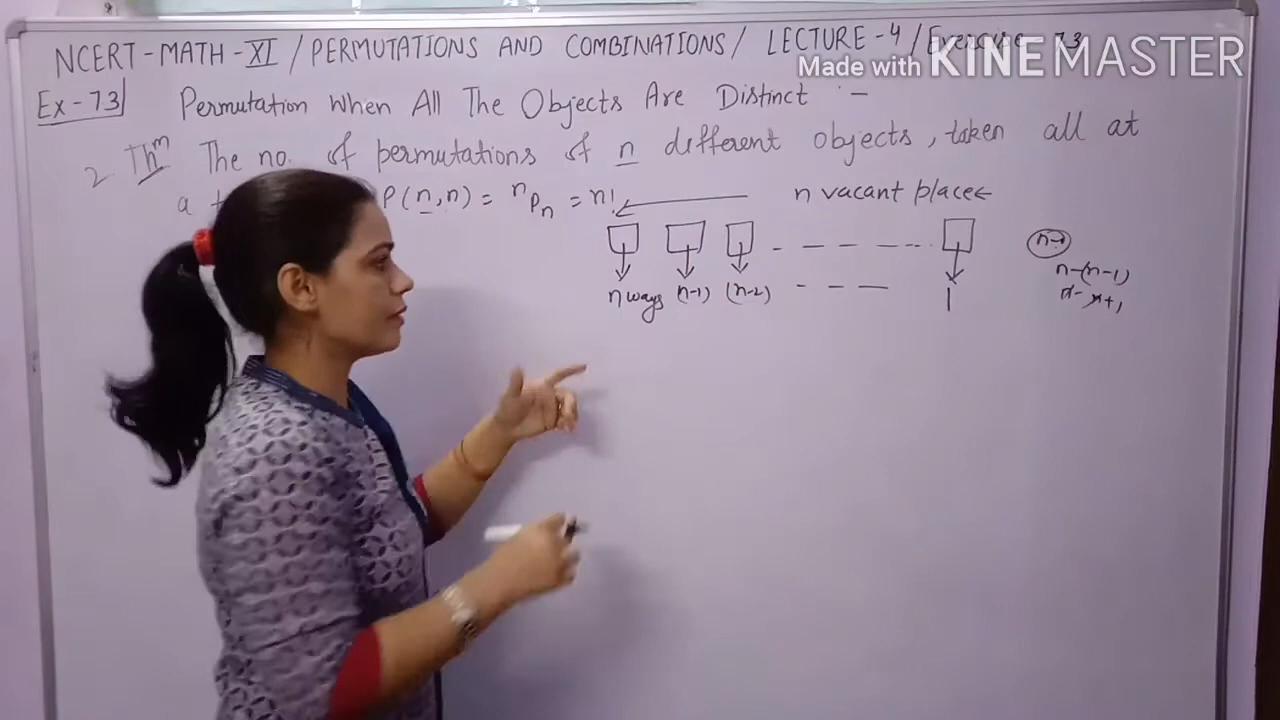 NCERT-MATH-XI / PERMUTATIONS AND COMBINATIONS / LECTURE-4 / Exercise 7.3
Made with KINEMASTER
Ex-7.3 Permutation When All The Objects Are Distinct :-
2. Thm The no. of permutations of n different objects, taken all at
a P(n,n) = nPn = n! n vacant places
n-1
n ways (n-1) (n-2) - - - 1
n-(n-1)
n-n+1